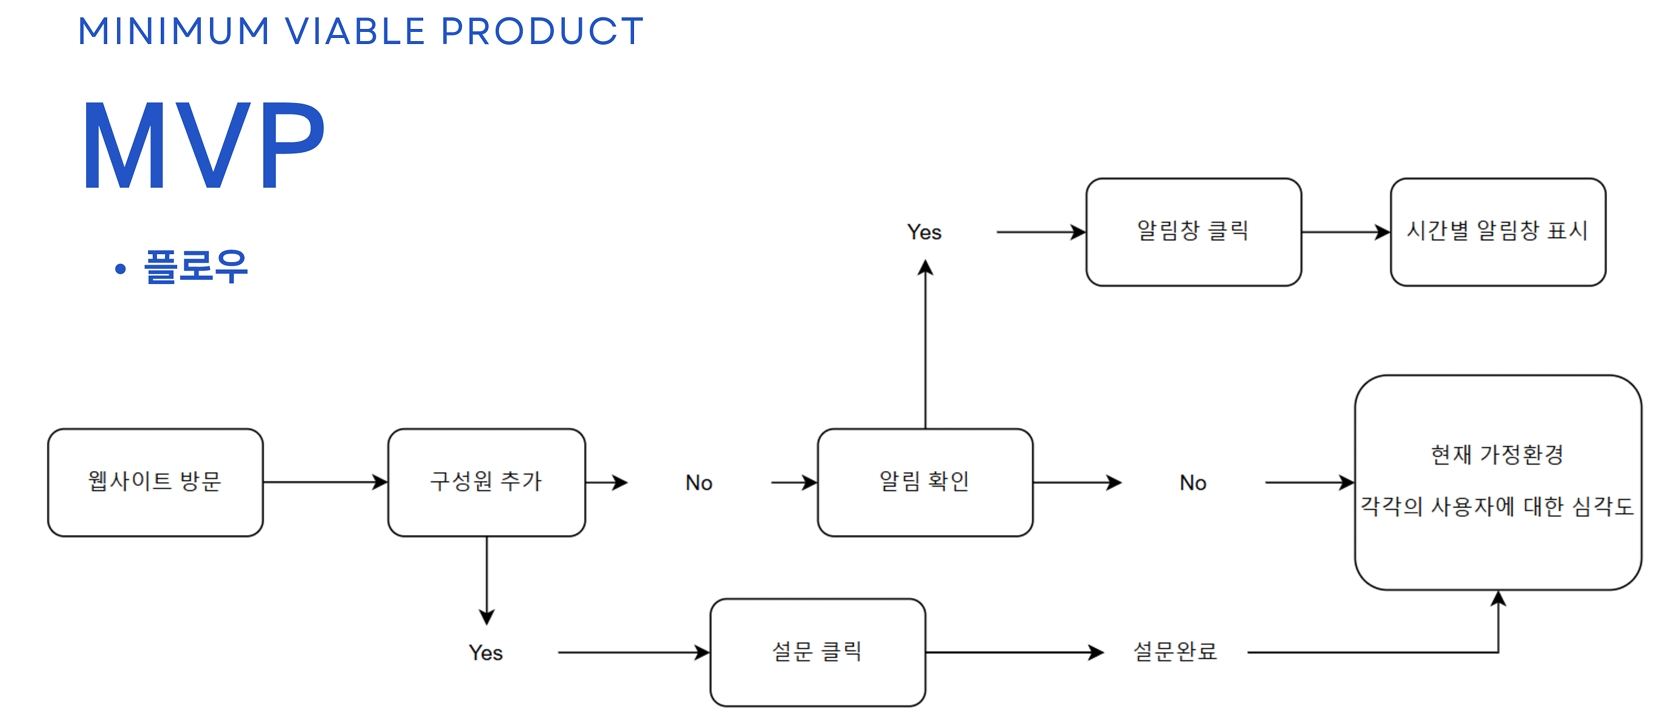 MINIMUM VIABLE PRODUCT
MVP
• 플로우
Yes
알림창 클릭
시간별 알림창 표시
웹사이트 방문
구성원 추가
No
알림 확인
No
현재 가정환경
각각의 사용자에 대한 심각도
Yes
설문 클릭
설문완료